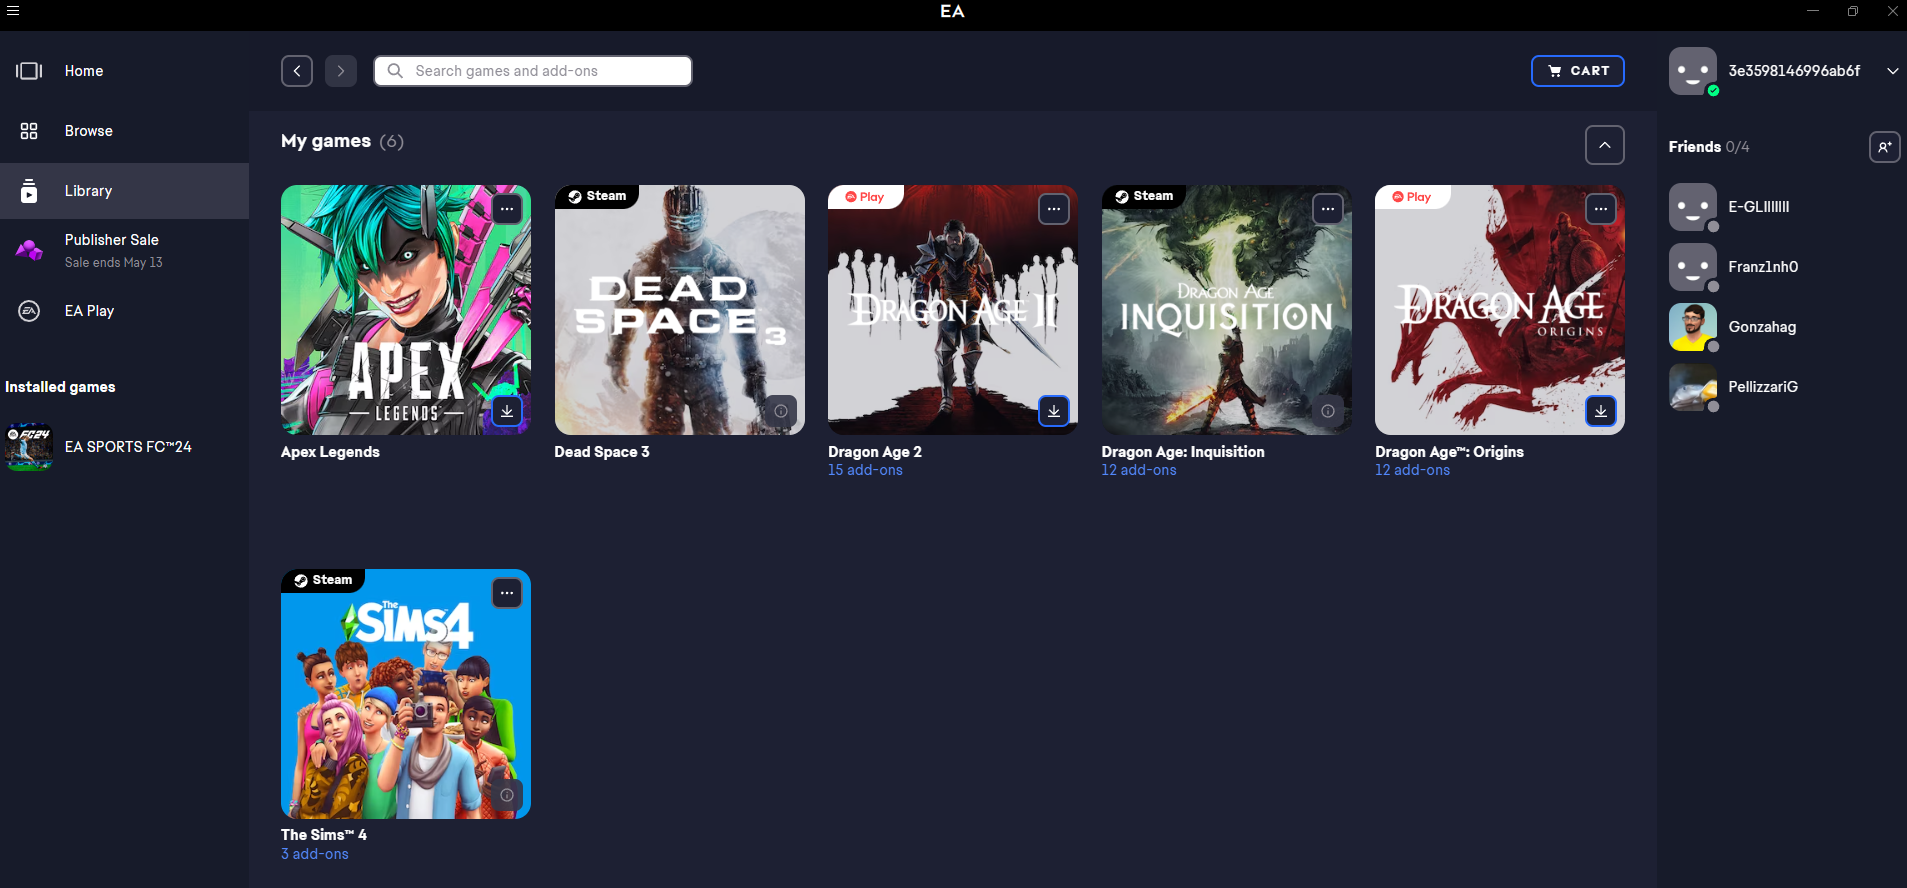 EA
Home
Browse
Library
Publisher Sale
Sale ends May 13
EA Play
Installed games
EA SPORTS FC™24
Search games and add-ons
CART
My games (6)
APEX
LEGENDS
Apex Legends
Steam
DEAD
SPACE 3
Dead Space 3
Play
DRAGON AGE II
Dragon Age 2
15 add-ons
Steam
DRAGON AGE
INQUISITION
Dragon Age: Inquisition
12 add-ons
Play
DRAGON AGE
ORIGINS
Dragon Age™: Origins
12 add-ons
Steam
The
SIMS4
The Sims™ 4
3 add-ons
3e3598146996ab6f
Friends 0/4
E-GLIIIIIII
Franz1nh0
Gonzahag
PellizzariG